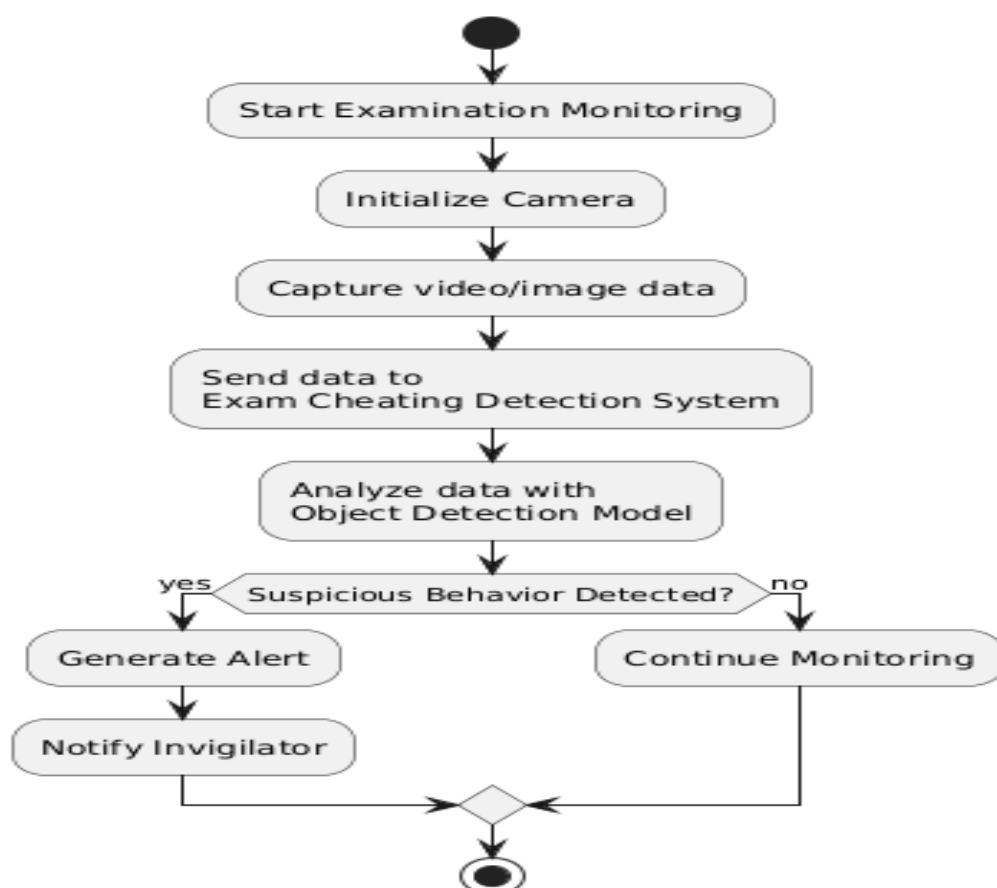 Start Examination Monitoring
Initialize Camera
Capture video/image data
Send data to
Exam Cheating Detection System
Analyze data with
Object Detection Model
yes
Suspicious Behavior Detected?
no
Generate Alert
Continue Monitoring
Notify Invigilator